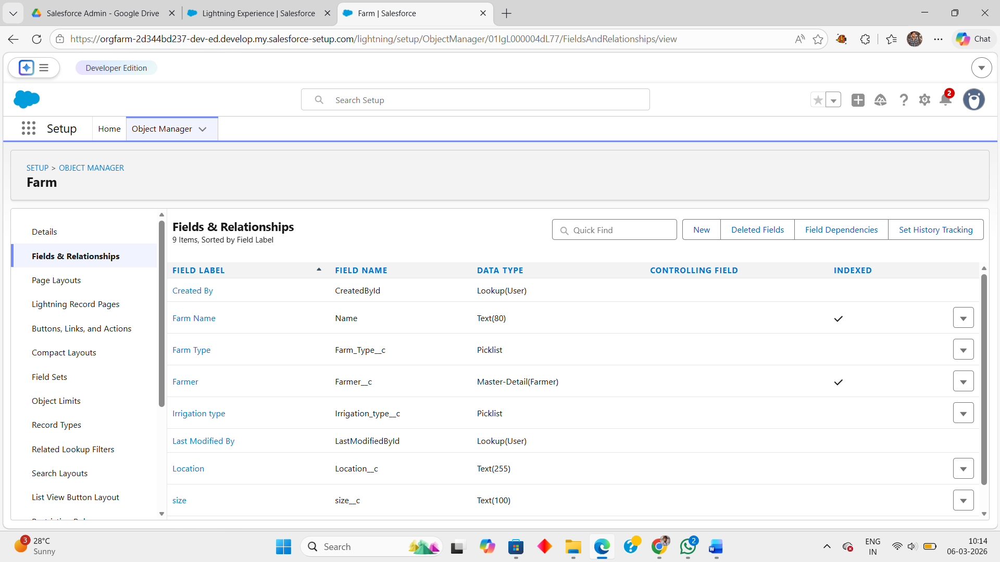 Salesforce Admin - Google Drive
Lightning Experience | Salesforce
Farm | Salesforce
https://orgfarm-2d344bd237-dev-ed.develop.my.salesforce-setup.com/lightning/setup/ObjectManager/01IgL000004dL77/FieldsAndRelationships/view
Chat
Developer Edition
Search Setup
2
Setup
Home
Object Manager
SETUP > OBJECT MANAGER
Farm
Details
Fields & Relationships
Page Layouts
Lightning Record Pages
Buttons, Links, and Actions
Compact Layouts
Field Sets
Object Limits
Record Types
Related Lookup Filters
Search Layouts
List View Button Layout
Fields & Relationships
9 Items, Sorted by Field Label
Quick Find
New
Deleted Fields
Field Dependencies
Set History Tracking
FIELD LABEL FIELD NAME DATA TYPE CONTROLLING FIELD INDEXED
Created By CreatedById Lookup(User)
Farm Name Name Text(80)
Farm Type Farm_Type__c Picklist
Farmer Farmer__c Master-Detail(Farmer)
Irrigation type Irrigation_type__c Picklist
Last Modified By LastModifiedById Lookup(User)
Location Location__c Text(255)
size size__c Text(100)
3
28°C
Sunny
Search
2
ENG
IN
10:14
06-03-2026